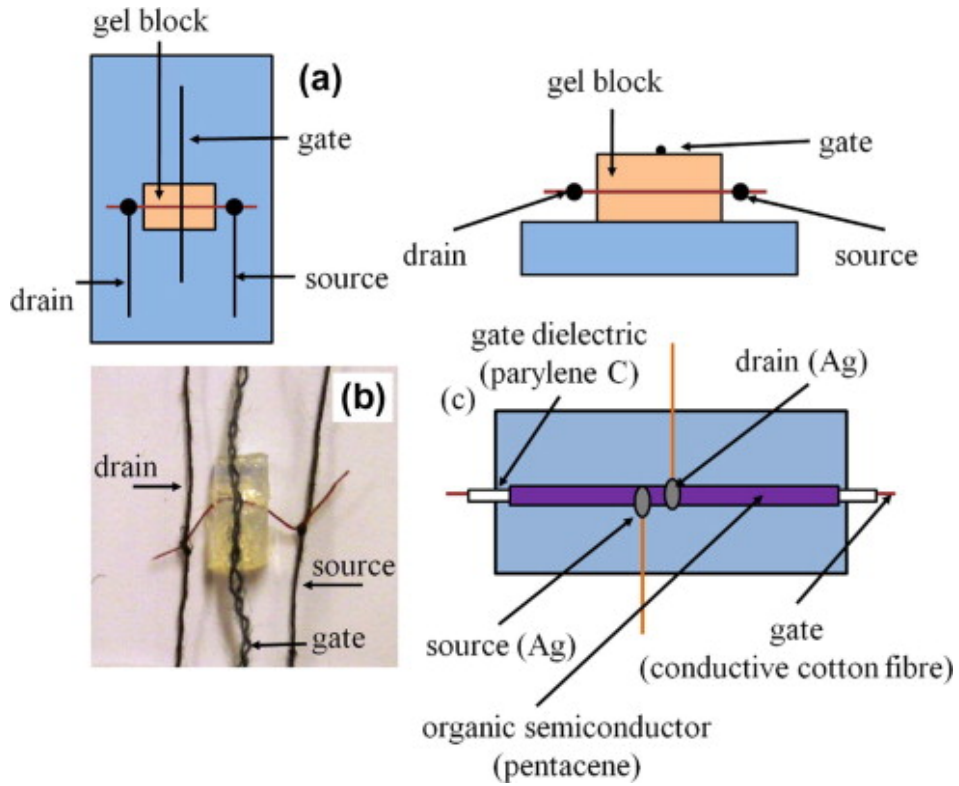 gel block
(a)
gate
drain
source
gel block
gate
drain
source
(b)
drain
source
gate
(c)
gate dielectric
(parylene C)
drain (Ag)
source (Ag)
gate
(conductive cotton fibre)
organic semiconductor
(pentacene)